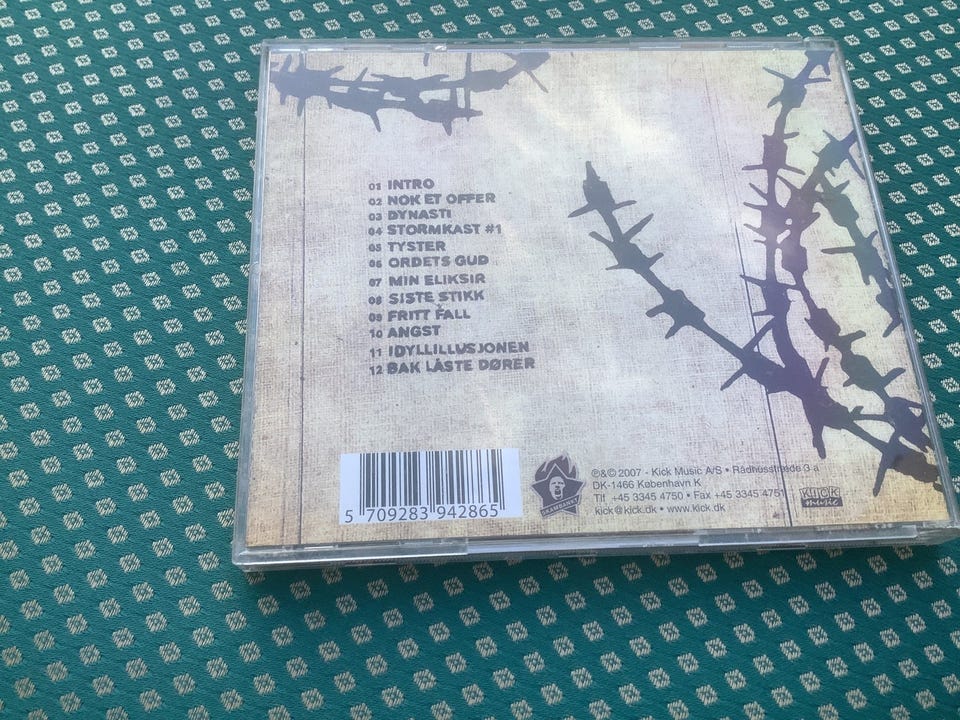 01 INTRO
02 NOK ET OFFER
03 DYNASTI
04 STORMKAST #1
05 TYSTER
06 ORDETS GUD
07 MIN ELIKSIR
08 SISTE STIKK
09 FRITT FALL
10 ANGST
11 IDYLLILLUSJONEN
12 BAK LÅSTE DØRER
5 709283 942865
℗&© 2007 - Kick Music A/S • Rådhusstræde 3 a
DK-1466 København K
Tlf +45 3345 4750 • Fax +45 3345 4751
kick@kick.dk • www.kick.dk
KICK
music